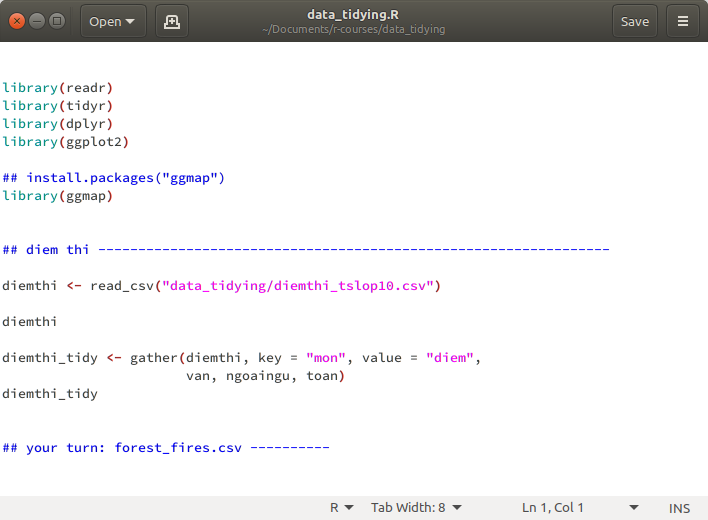 data_tidying.R
Open
~/Documents/r-courses/data_tidying
Save
library(readr)
library(tidyr)
library(dplyr)
library(ggplot2)
## install.packages("ggmap")
library(ggmap)
## diem thi ----------------------------------------------------------------
diemthi <- read_csv("data_tidying/diemthi_tslop10.csv")
diemthi
diemthi_tidy <- gather(diemthi, key = "mon", value = "diem",
van, ngoaingu, toan)
diemthi_tidy
## your turn: forest_fires.csv ----------
R Tab Width: 8 Ln 1, Col 1 INS